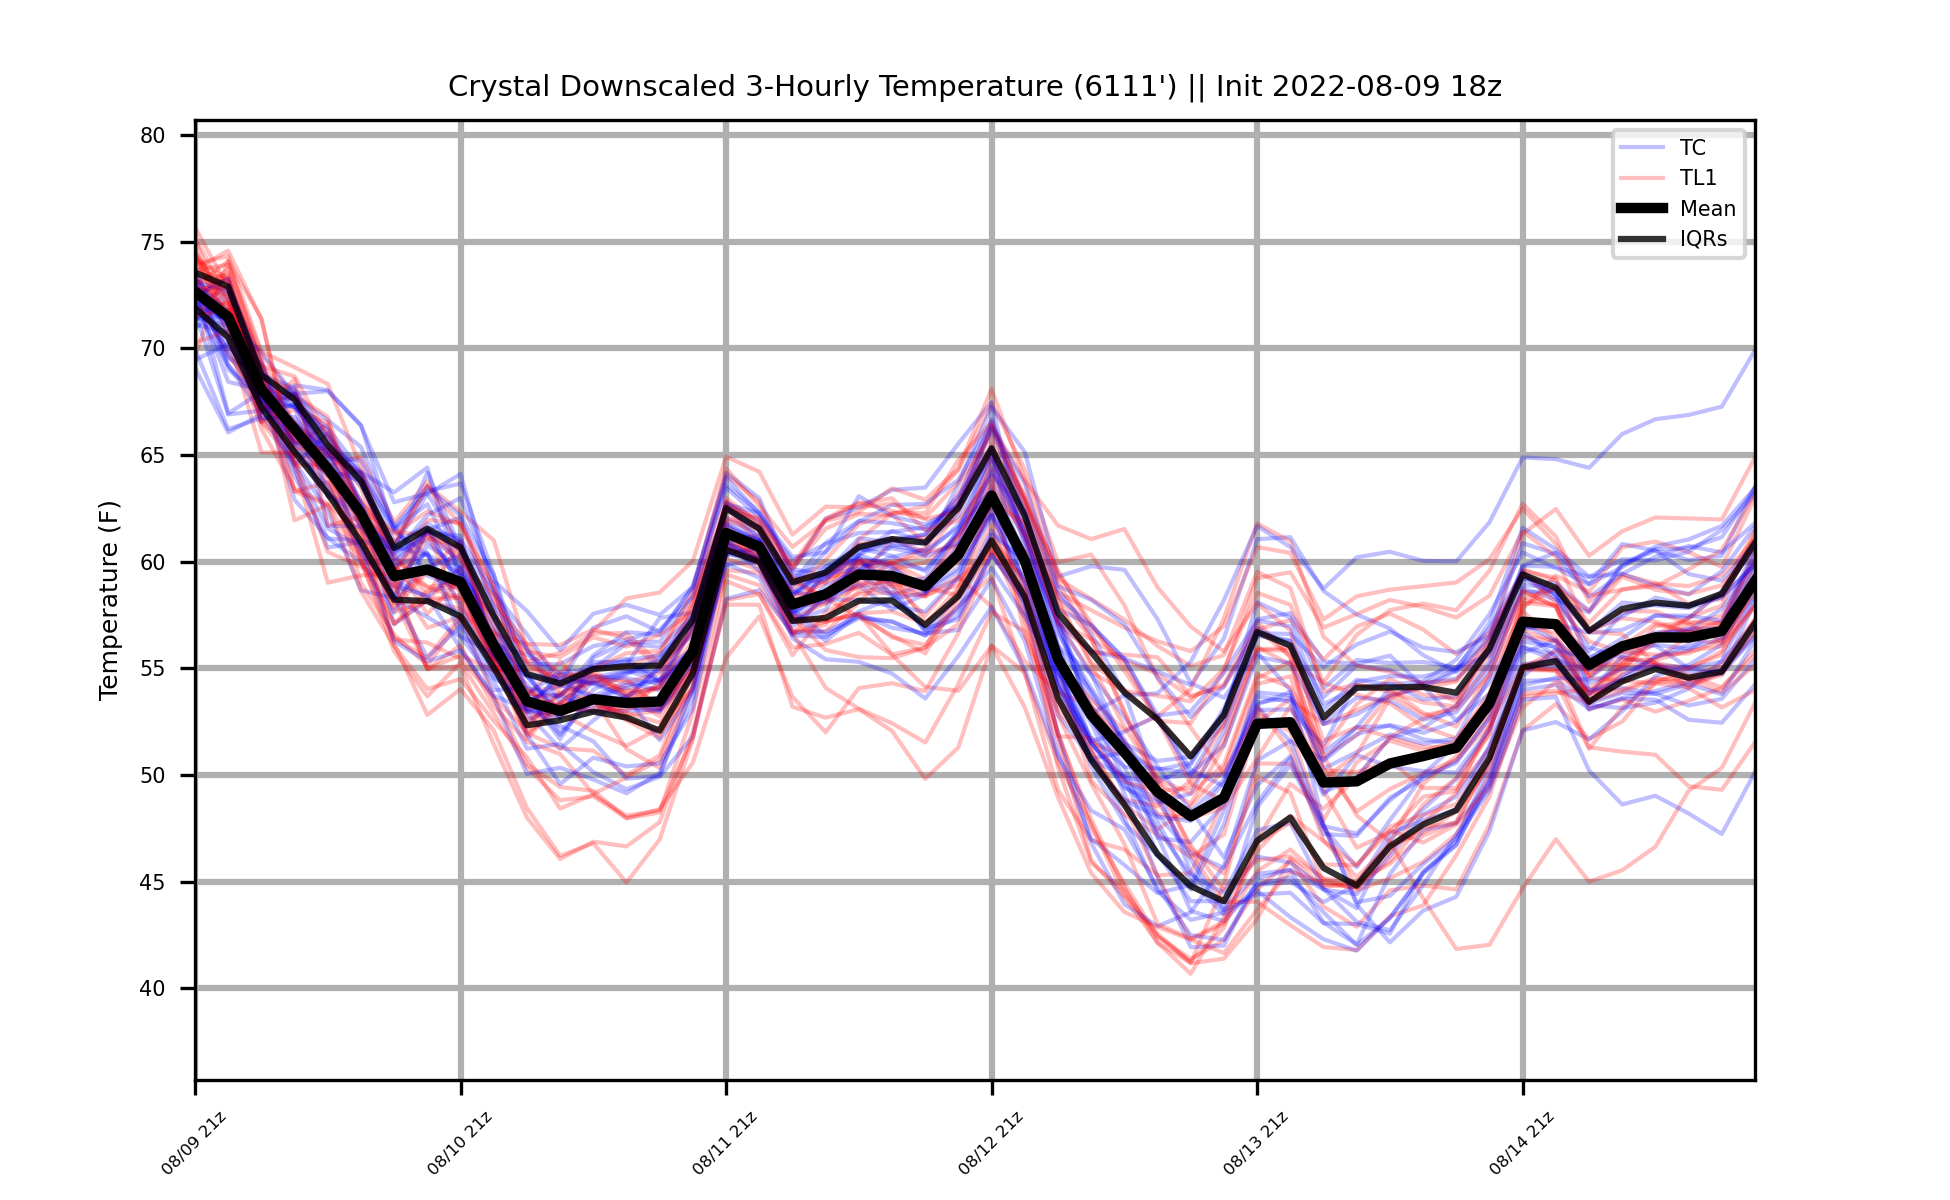 Crystal Downscaled 3-Hourly Temperature (6111') || Init 2022-08-09 18z
TC
TL1
Mean
IQRs
Temperature (F)
80
75
70
65
60
55
50
45
40
08/09 21z
08/10 21z
08/11 21z
08/12 21z
08/13 21z
08/14 21z